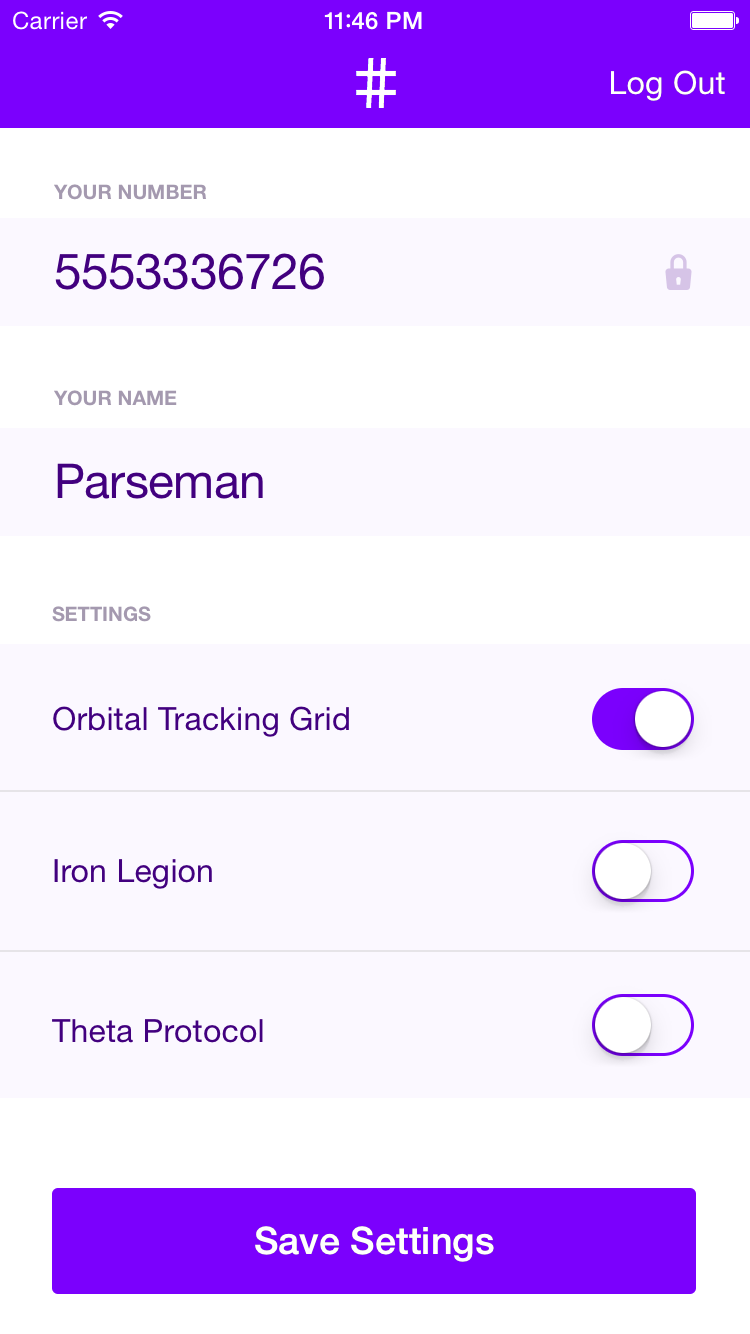 Carrier 11:46 PM
# Log Out
YOUR NUMBER
5553336726
YOUR NAME
Parseman
SETTINGS
Orbital Tracking Grid
Iron Legion
Theta Protocol
Save Settings